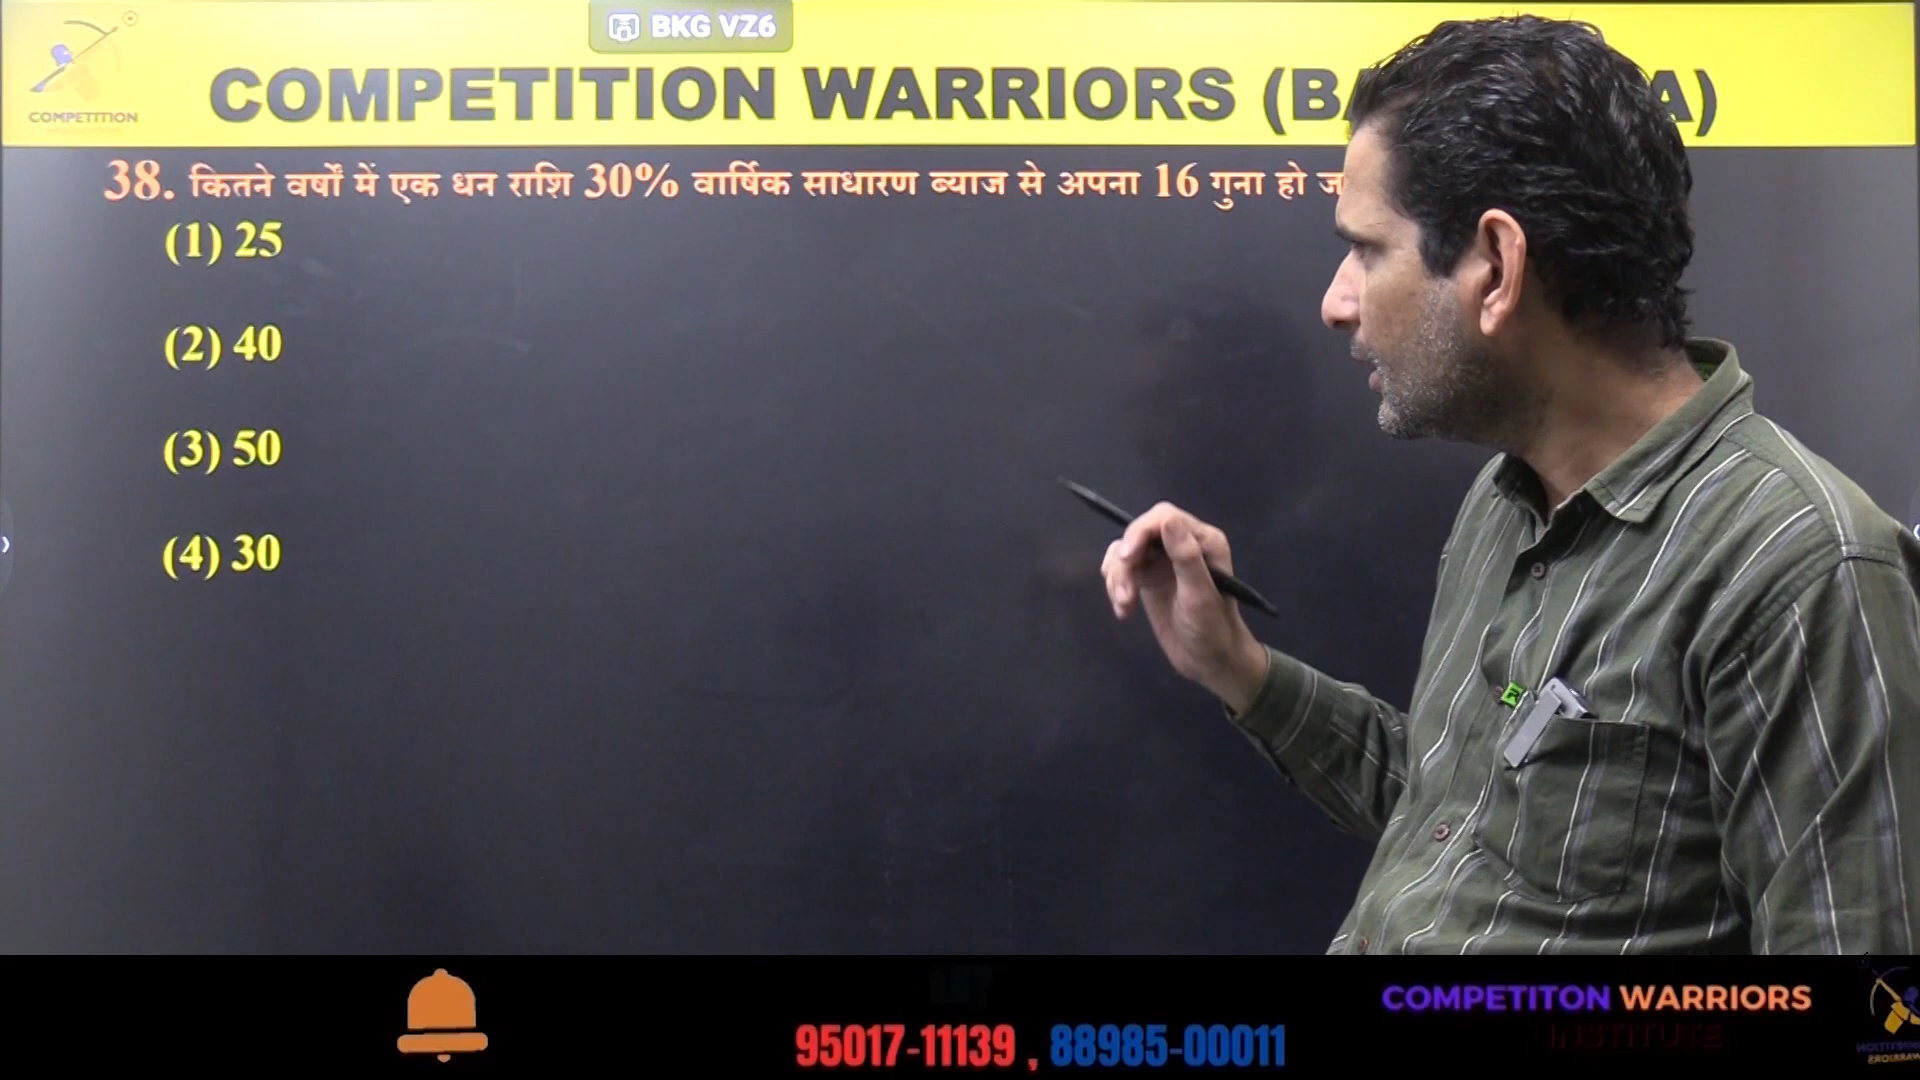 BKG VZ6
COMPETITION
COMPETITION WARRIORS
38. कितने वर्षों में एक धन राशि 30% वार्षिक साधारण ब्याज से अपना 16 गुना हो
(1) 25
(2) 40
(3) 50
(4) 30
95017-11139 , 88985-00011
COMPETITON WARRIORS
INSTITUTE